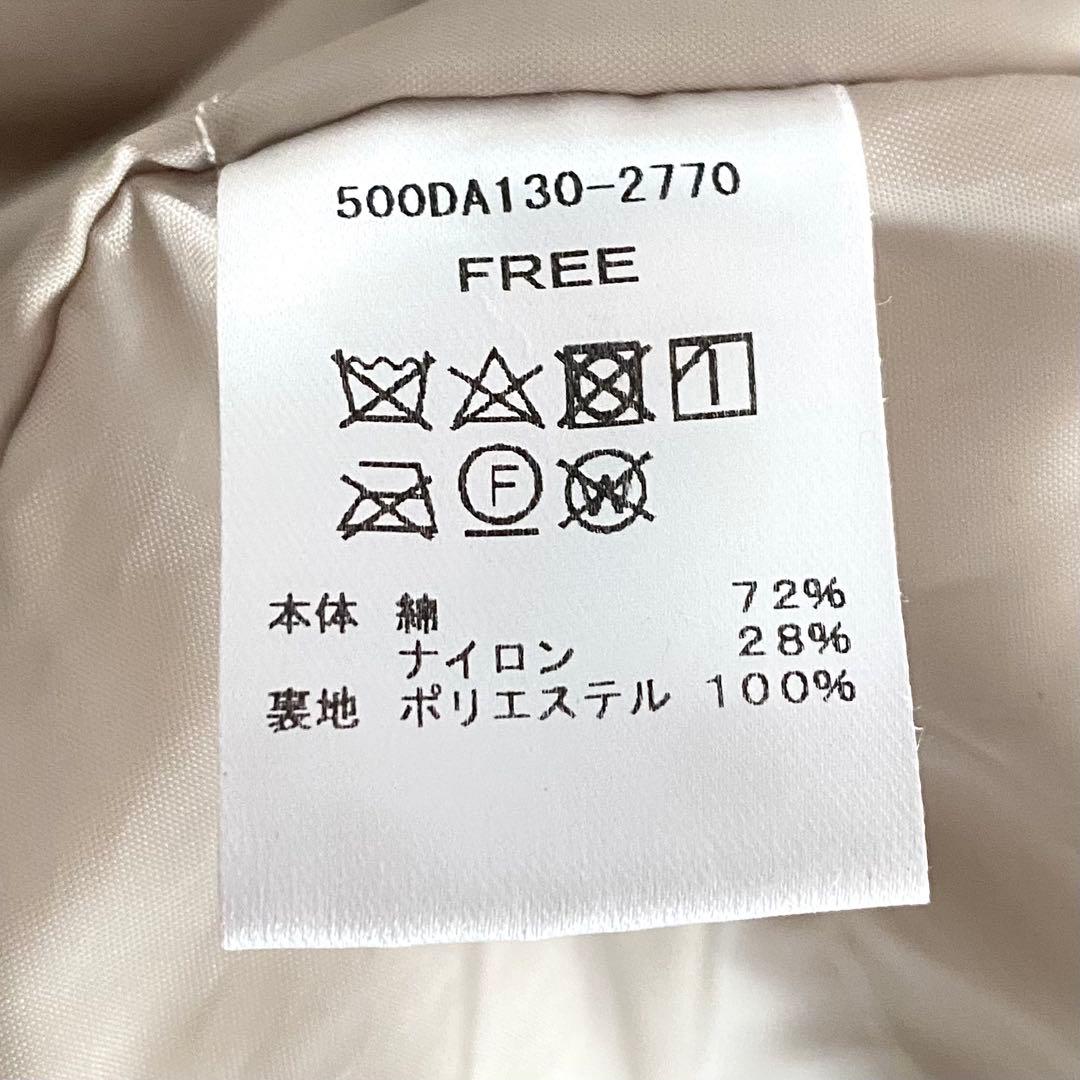 500DA130-2770
FREE
F W
本体 綿 72%
ナイロン 28%
裏地 ポリエステル 100%